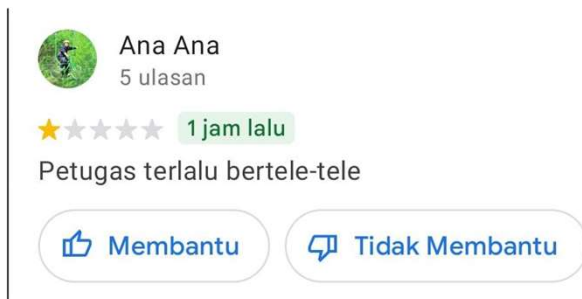 Ana Ana
5 ulasan
1 jam lalu
Petugas terlalu bertele-tele
Membantu
Tidak Membantu